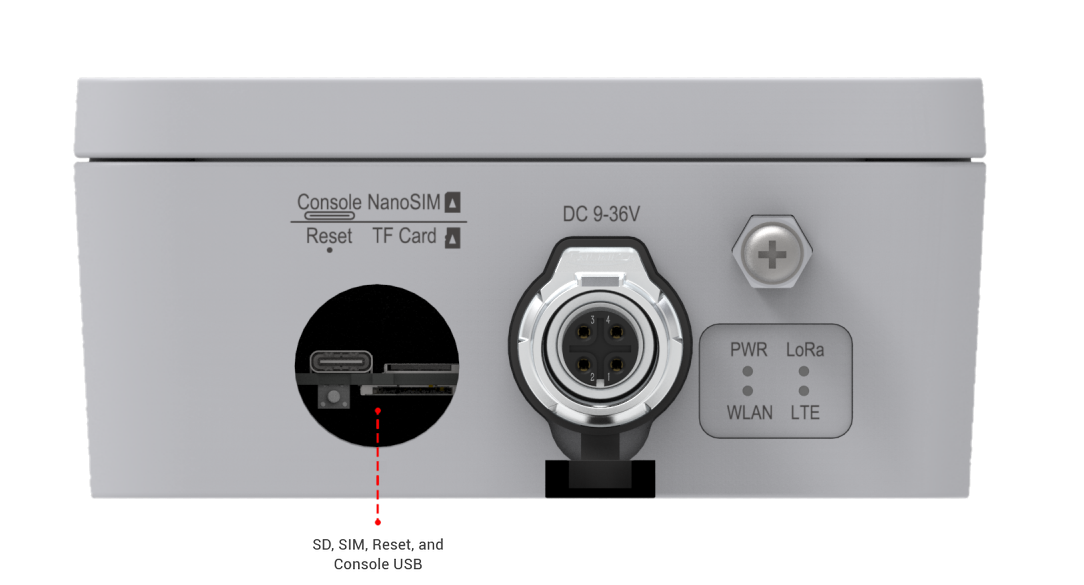 Console NanoSIM
Reset TF Card
DC 9-36V
3 4
2 1
PWR LoRa
WLAN LTE
SD, SIM, Reset, and
Console USB